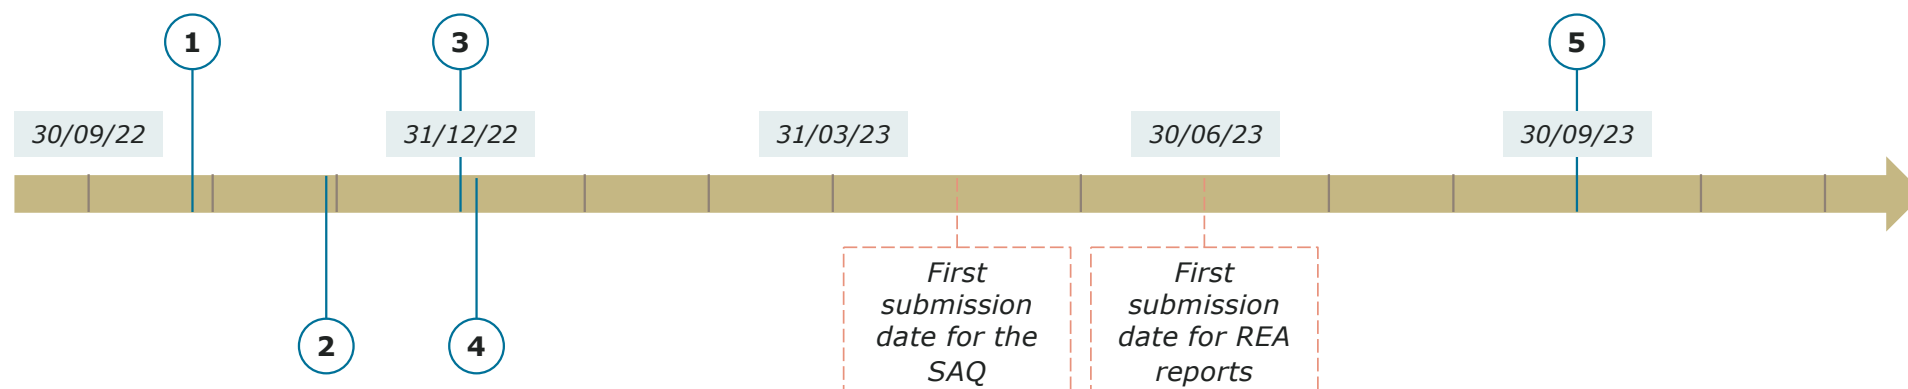 1
3
5
30/09/22
31/12/22
31/03/23
30/06/23
30/09/23
2
4
First
submission
date for the
SAQ
First
submission
date for REA
reports